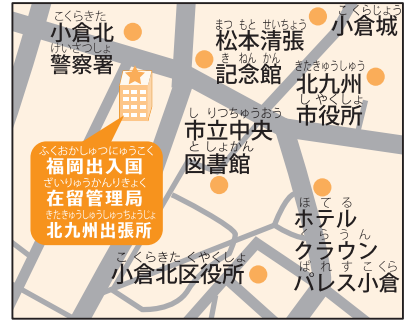 こくらきた
小倉北
けいさつしょ
警察署
まつ もと せいちょう
松本清張
き ねん かん
記念館
こくらじょう
小倉城
きたきゅうしゅう
北九州
し やくしょ
市役所
し りつちゅうおう
市立中央
と しょかん
図書館
ふくおかしゅつにゅうこく
福岡出入国
ざいりゅうかんりきょく
在留管理局
きたきゅうしゅうしゅっちょうじょ
北九州出張所
ほ て る
ホテル
く ら う ん
クラウン
ぱ れ す こくら
パレス小倉
こ くらきた くやくしょ
小倉北区役所